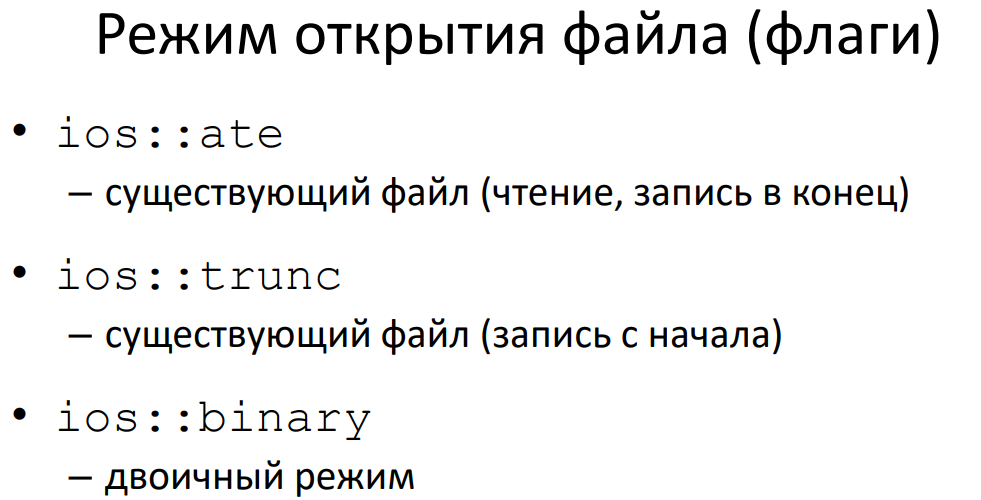 Режим открытия файла (флаги)
• ios::ate
– существующий файл (чтение, запись в конец)
• ios::trunc
– существующий файл (запись с начала)
• ios::binary
– двоичный режим